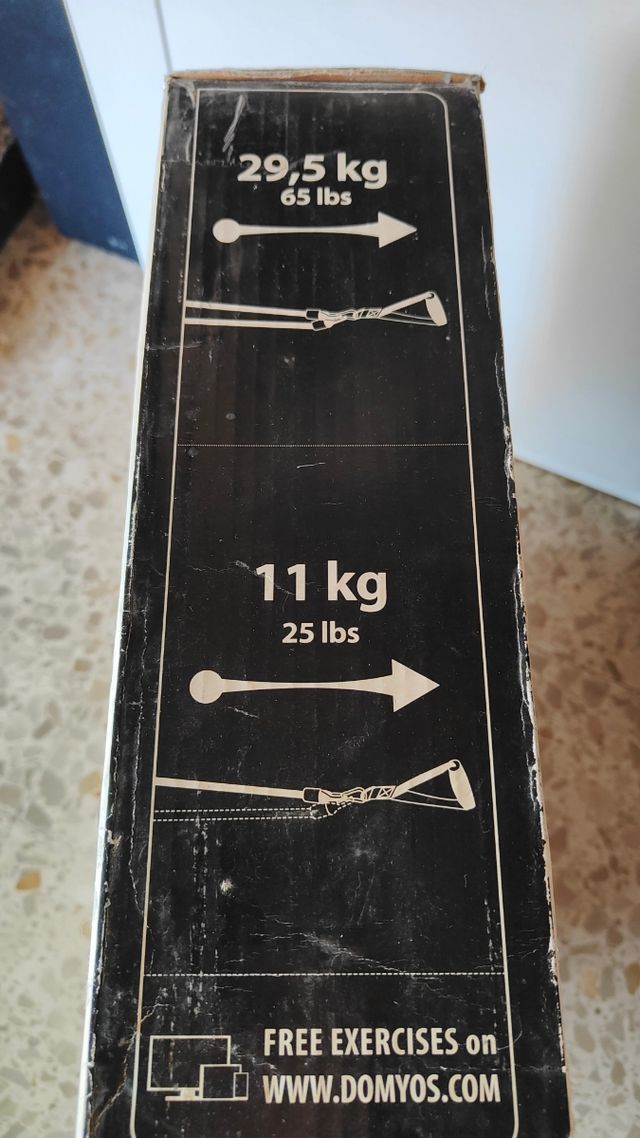 29,5 kg
65 lbs
11 kg
25 lbs
FREE EXERCISES on
WWW.DOMYOS.COM